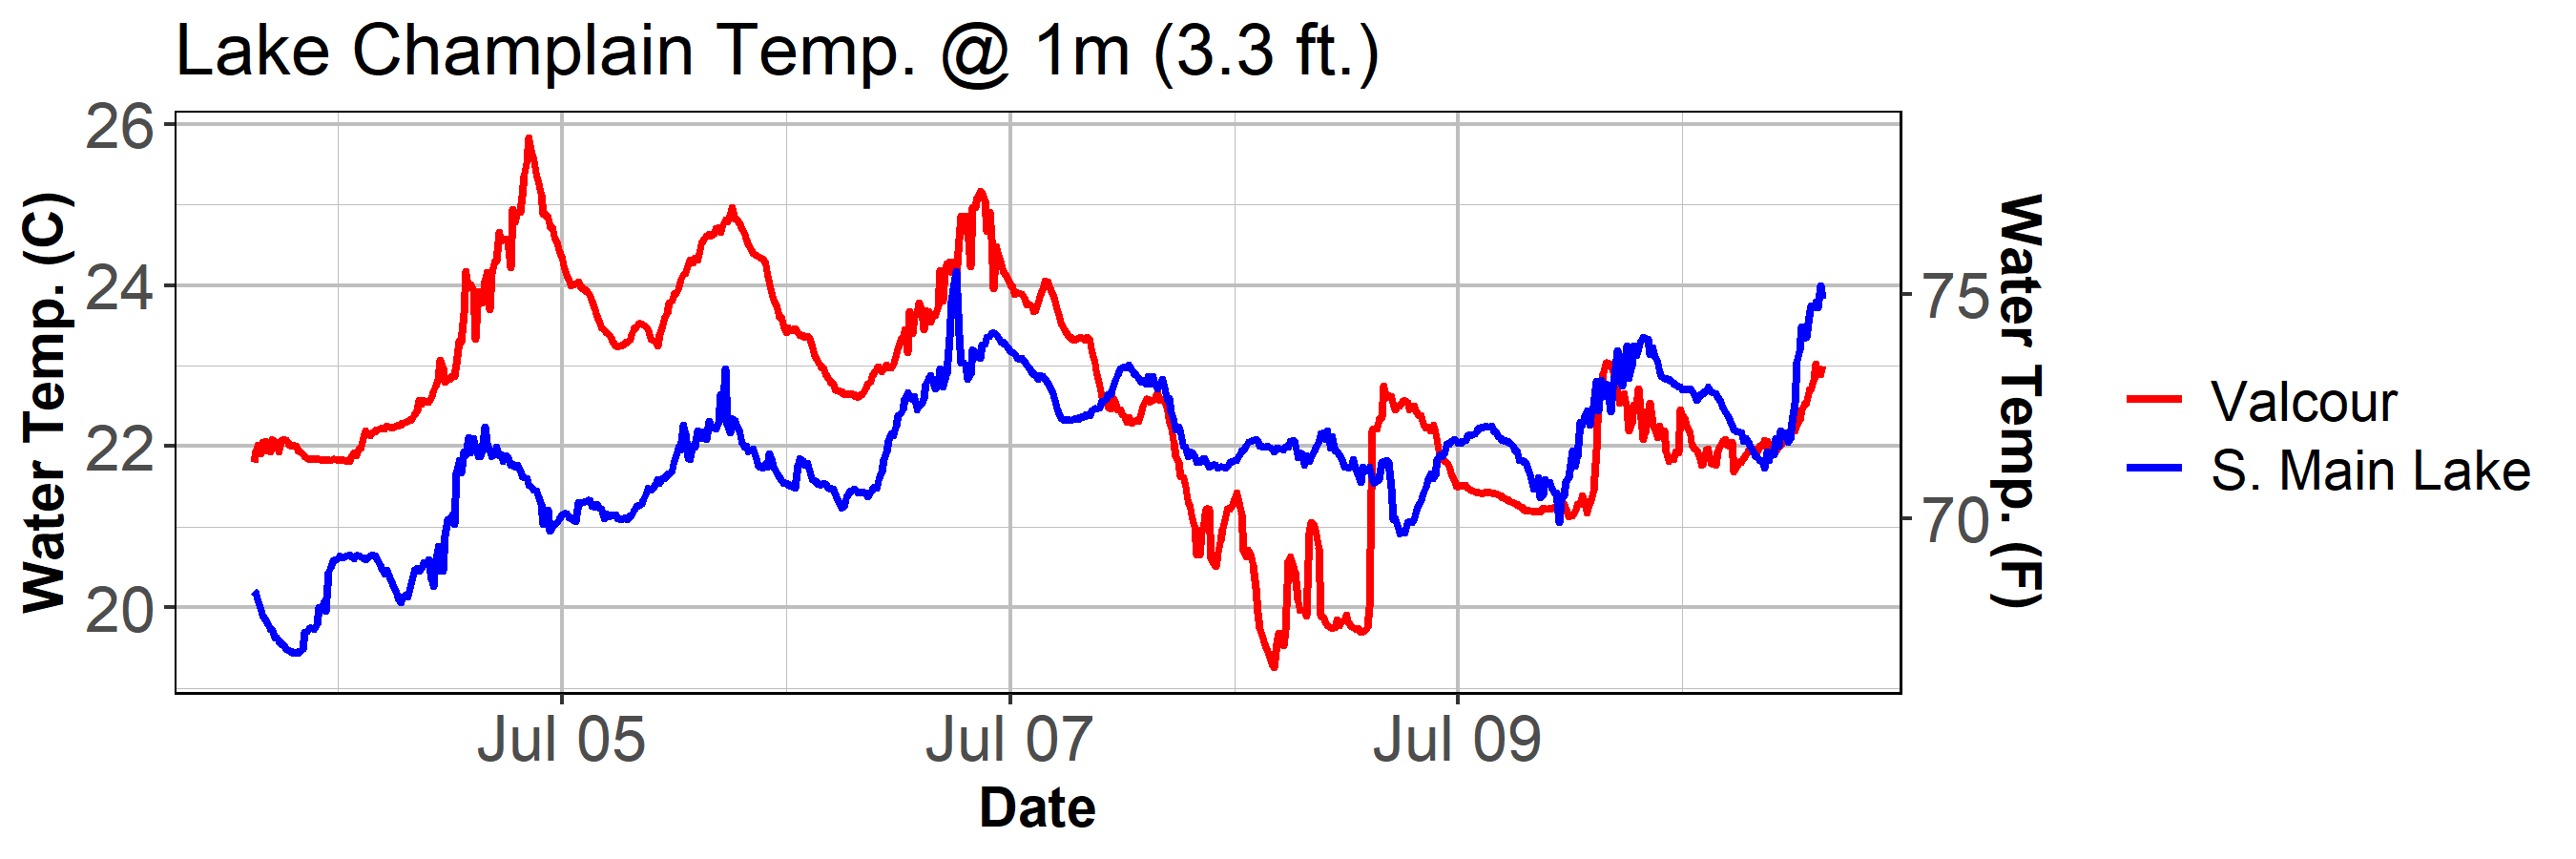 Lake Champlain Temp. @ 1m (3.3 ft.)
Water Temp. (C)
26
24
22
20
75
70
Water Temp. (F)
Jul 05
Jul 07
Jul 09
Date
Valcour
S. Main Lake